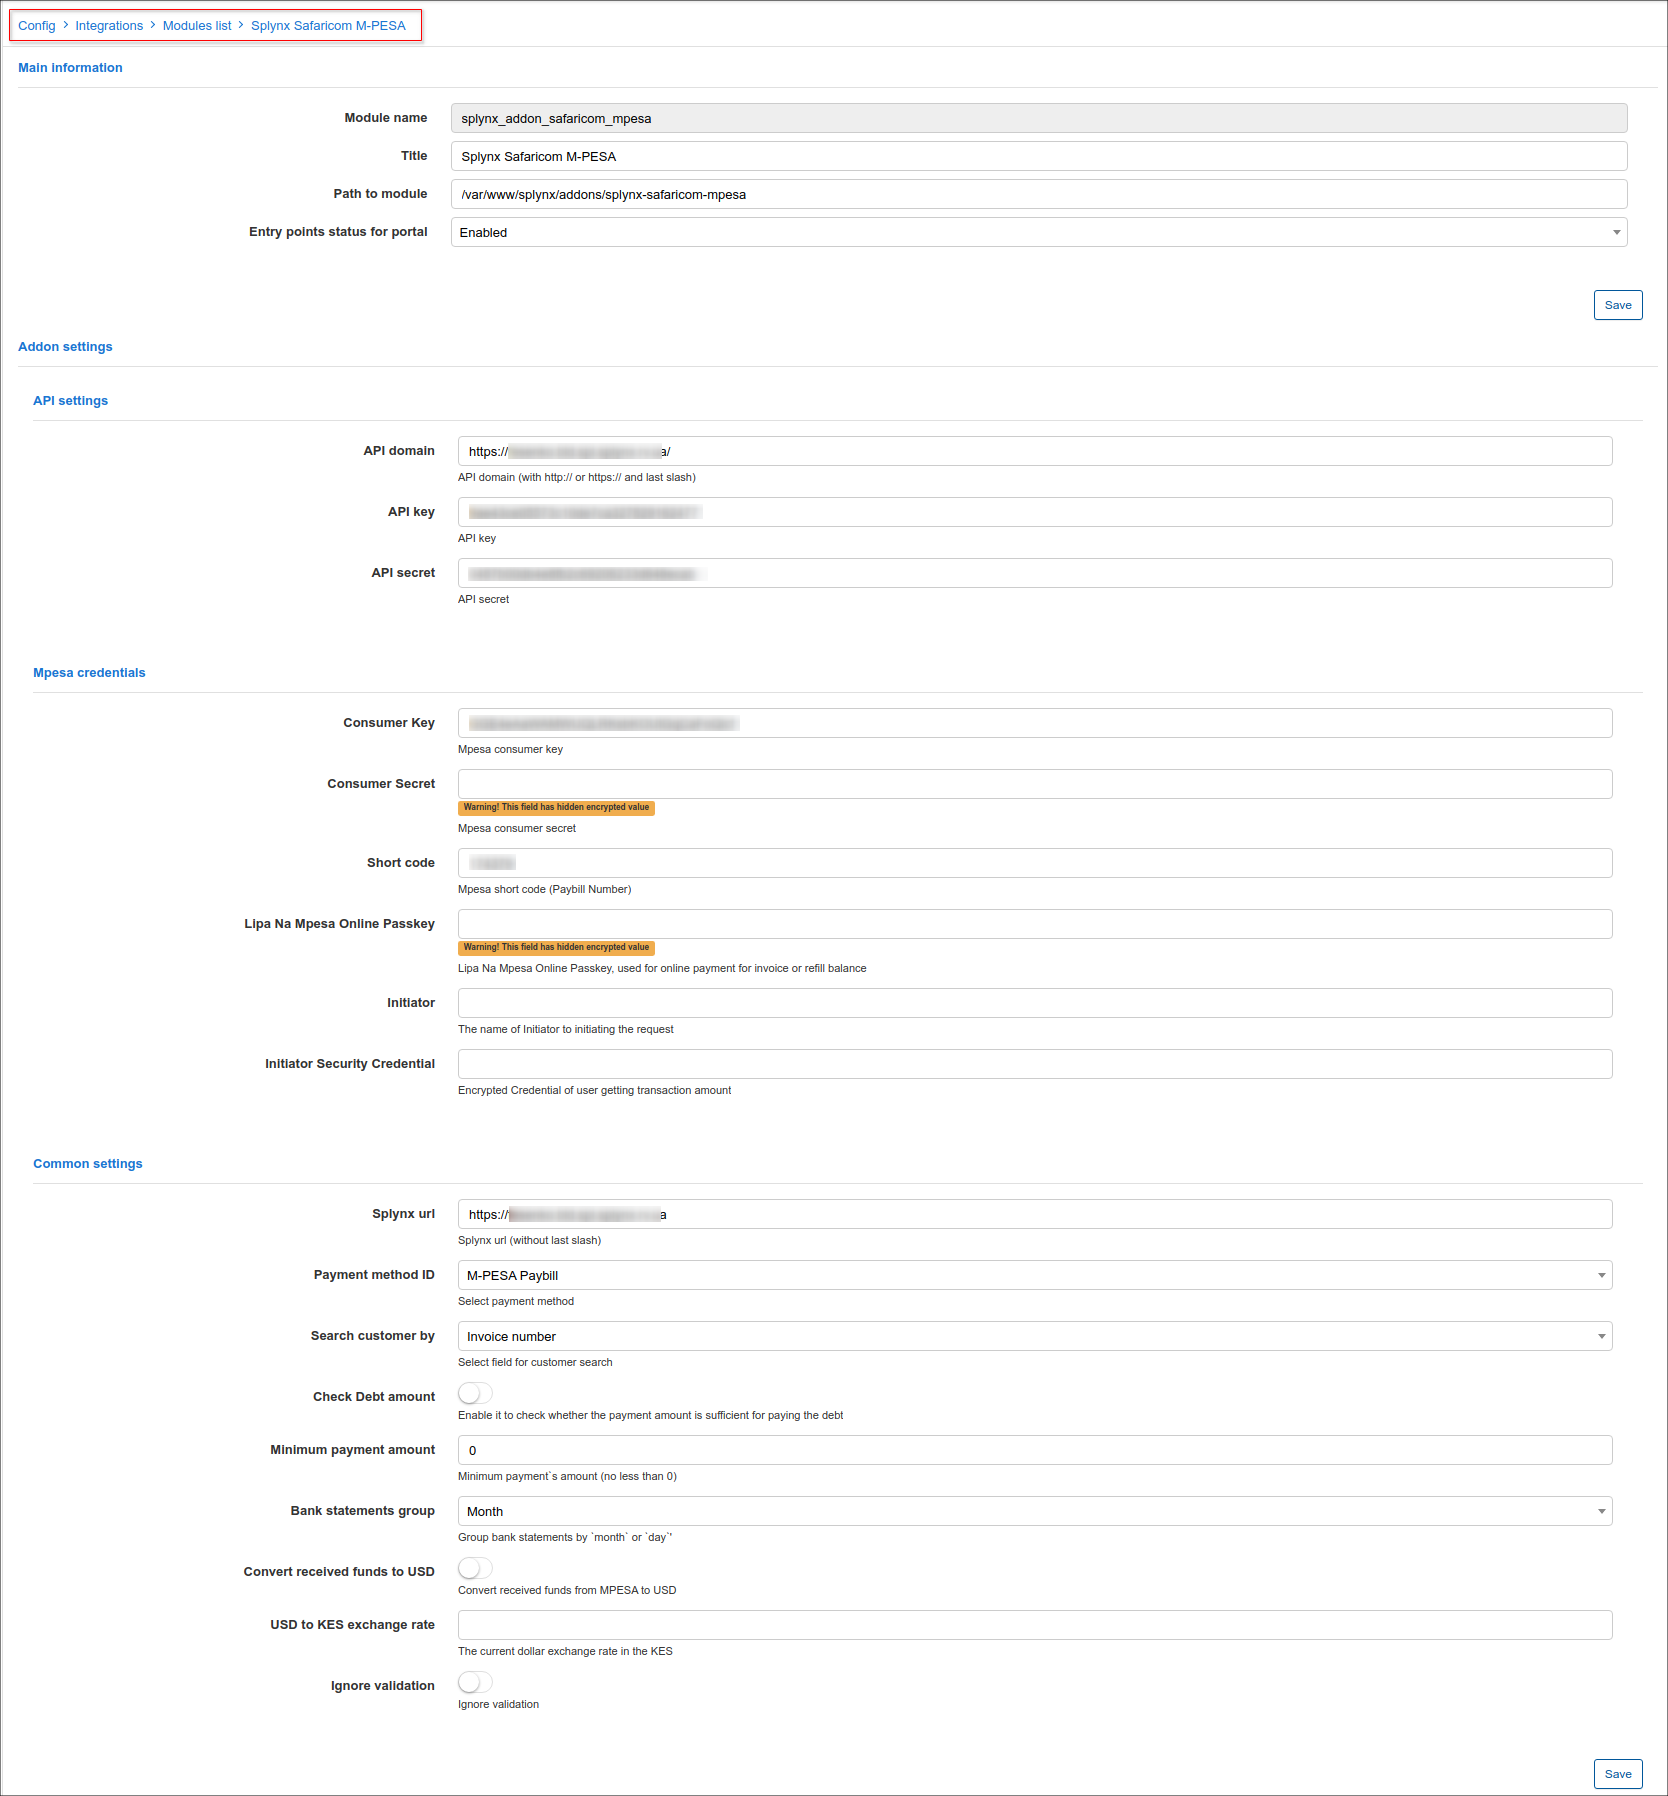 Config > Integrations > Modules list > Splynx Safaricom M-PESA
Main information
Module name splynx_addon_safaricom_mpesa
Title Splynx Safaricom M-PESA
Path to module /var/www/splynx/addons/splynx-safaricom-mpesa
Entry points status for portal Enabled
Save
Addon settings
API settings
API domain https:// a/
API domain (with http:// or https:// and last slash)
API key
API key
API secret
API secret
Mpesa credentials
Consumer Key
Mpesa consumer key
Consumer Secret
Warning! This field has hidden encrypted value
Mpesa consumer secret
Short code
Mpesa short code (Paybill Number)
Lipa Na Mpesa Online Passkey
Warning! This field has hidden encrypted value
Lipa Na Mpesa Online Passkey, used for online payment for invoice or refill balance
Initiator
The name of Initiator to initiating the request
Initiator Security Credential
Encrypted Credential of user getting transaction amount
Common settings
Splynx url https:// a
Splynx url (without last slash)
Payment method ID M-PESA Paybill
Select payment method
Search customer by Invoice number
Select field for customer search
Check Debt amount
Enable it to check whether the payment amount is sufficient for paying the debt
Minimum payment amount 0
Minimum payment`s amount (no less than 0)
Bank statements group Month
Group bank statements by `month` or `day`'
Convert received funds to USD
Convert received funds from MPESA to USD
USD to KES exchange rate
The current dollar exchange rate in the KES
Ignore validation
Ignore validation
Save